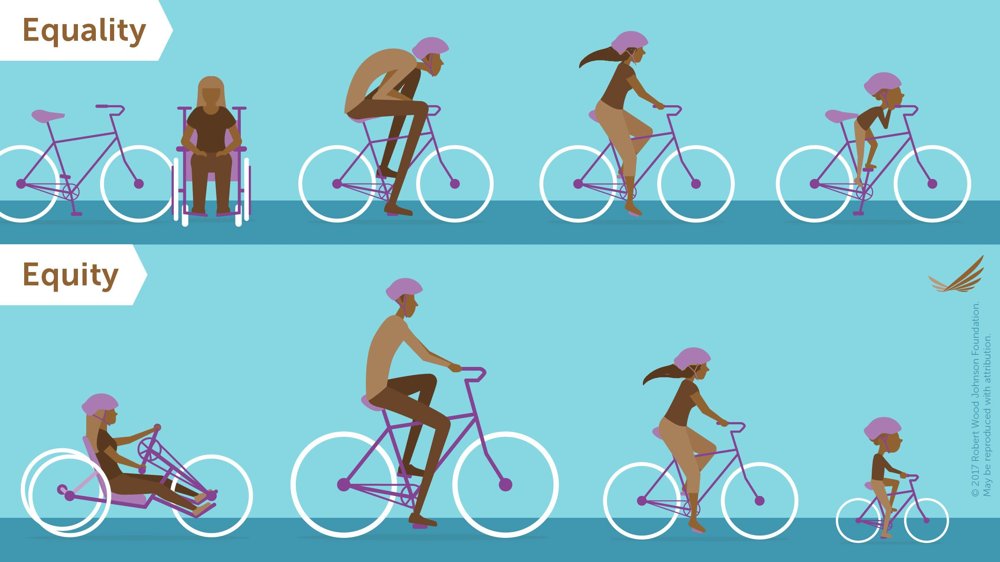 Equality
Equity
© 2017 Robert Wood Johnson Foundation.
May be reproduced with attribution.